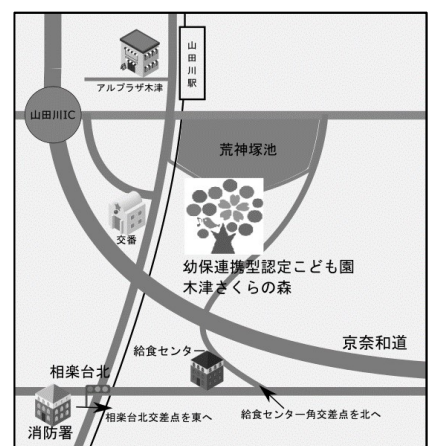 山田川駅
アルプラザ木津
山田川IC
荒神塚池
交番
幼保連携型認定こども園
木津さくらの森
京奈和道
給食センター
相楽台北
消防署
相楽台北交差点を東へ
給食センター角交差点を北へ